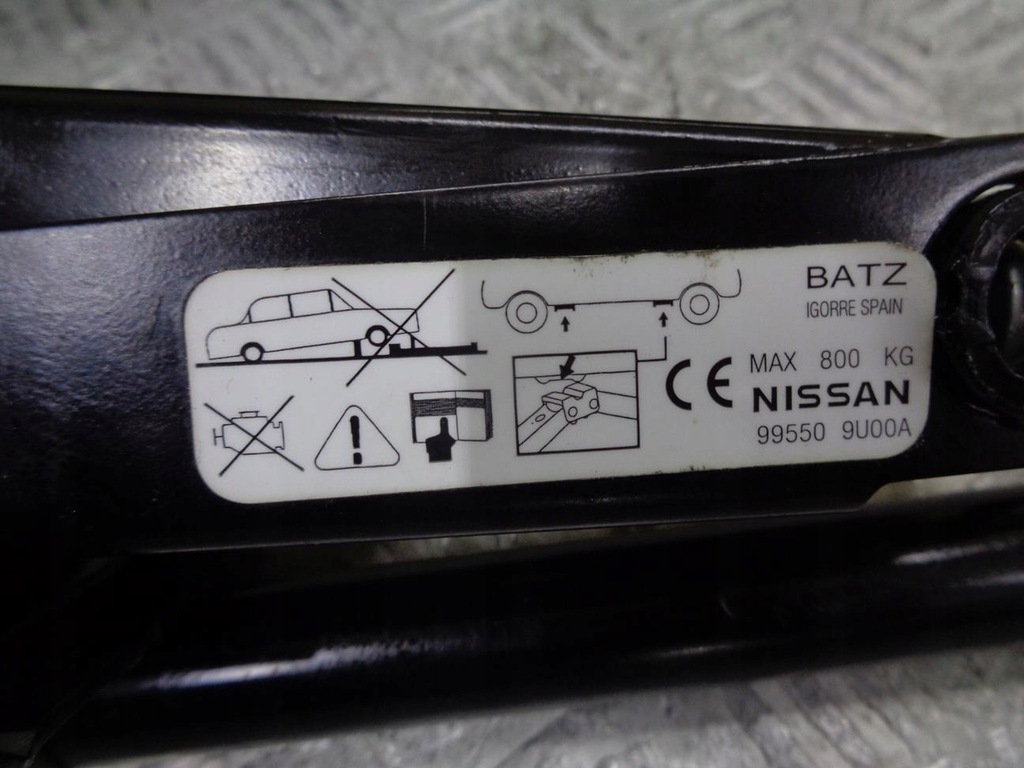 BATZ
IGORRE SPAIN
CE
MAX 800 KG
NISSAN
99550 9U00A